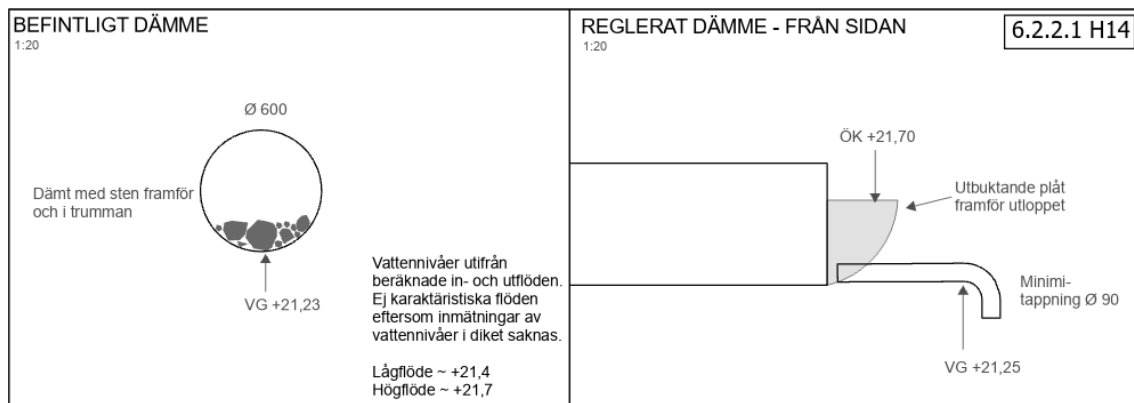 BEFINTLIGT DÄMME
1:20
Ø 600
Dämt med sten framför
och i trumman
VG +21,23
Vattennivåer utifrån
beräknade in- och utflöden.
Ej karaktäristiska flöden
eftersom inmätningar av
vattennivåer i diket saknas.
Lågflöde ~ +21,4
Högflöde ~ +21,7
REGLERAT DÄMME - FRÅN SIDAN
1:20
6.2.2.1 H14
ÖK +21,70
Utbuktande plåt
framför utloppet
Minimi-
tappning Ø 90
VG +21,25